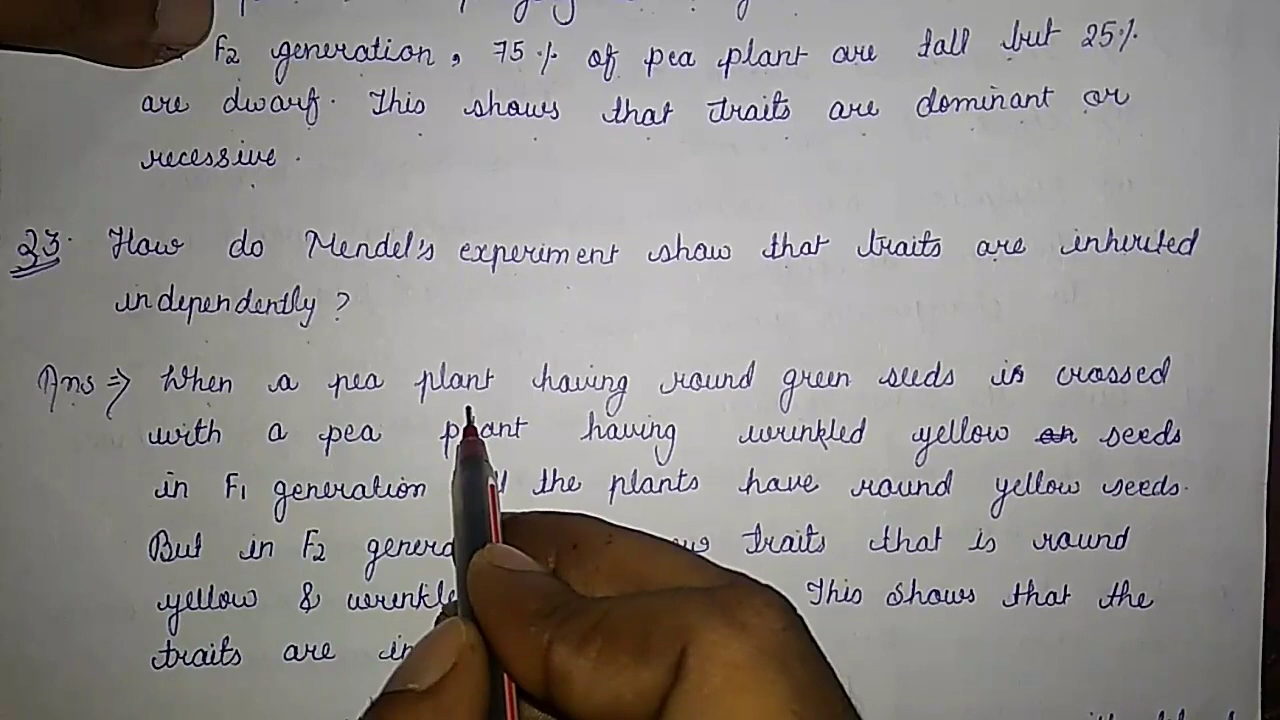 F2 generation, 75% of pea plant are tall but 25%
are dwarf. This shows that traits are dominant or
recessive.
23. How do Mendel's experiment show that traits are inherited
independently?
Ans ⇒ When a pea plant having round green seeds is crossed
with a pea plant having wrinkled yellow seeds
in F1 generation the plants have round yellow seeds.
But in F2 traits that is round
yellow & This shows that the
traits are